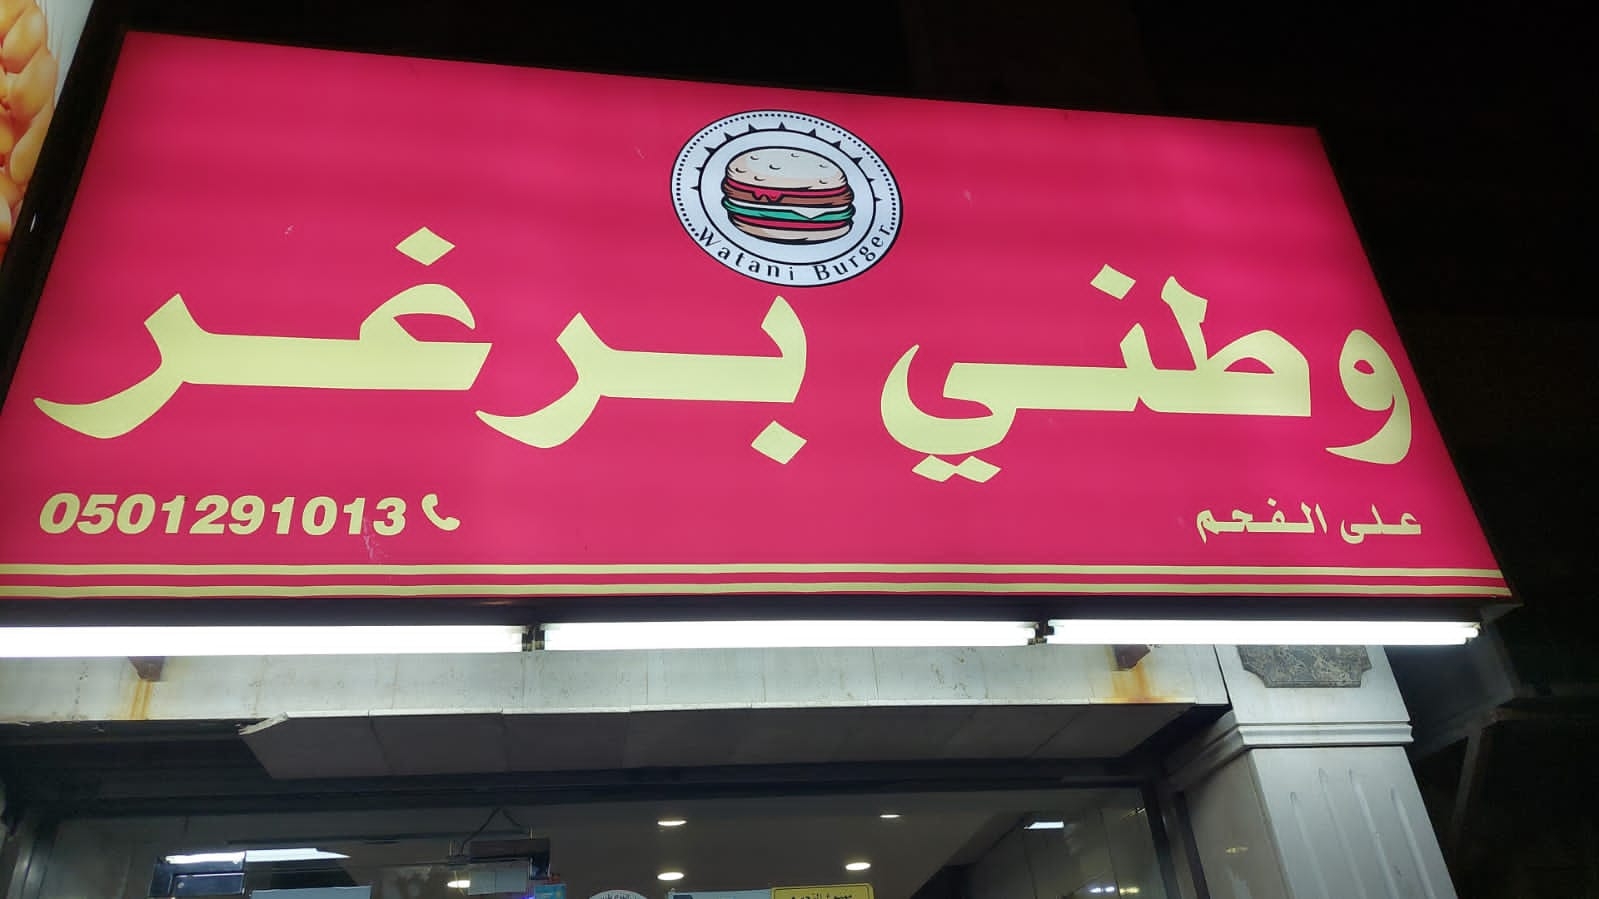 Watani Burger
وطني برغر
على الفحم
0501291013